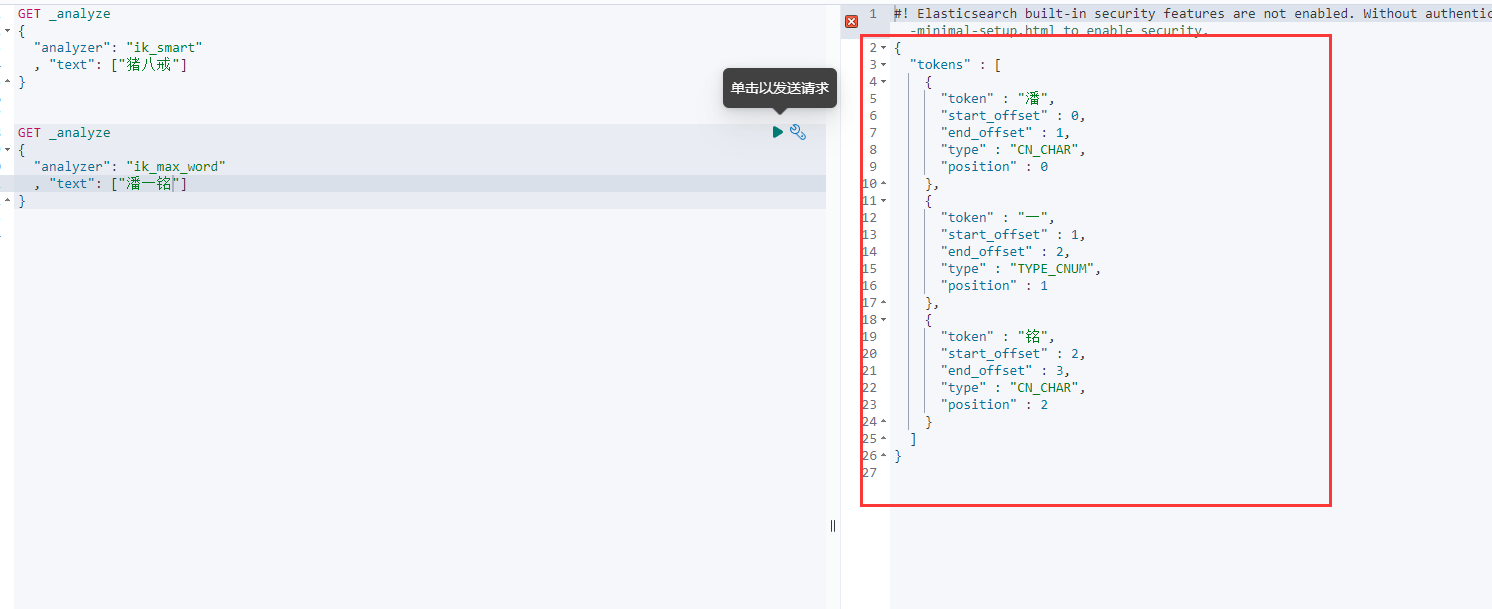 GET _analyze
{
"analyzer": "ik_smart"
, "text": ["猪八戒"]
}
GET _analyze
{
"analyzer": "ik_max_word"
, "text": ["潘一铭"]
}
单击以发送请求
1 #! Elasticsearch built-in security features are not enabled. Without authentic
-minimal-setup.html to enable security.
2 {
3 "tokens" : [
4 {
5 "token" : "潘",
6 "start_offset" : 0,
7 "end_offset" : 1,
8 "type" : "CN_CHAR",
9 "position" : 0
10 },
11 {
12 "token" : "一",
13 "start_offset" : 1,
14 "end_offset" : 2,
15 "type" : "TYPE_CNUM",
16 "position" : 1
17 },
18 {
19 "token" : "铭",
20 "start_offset" : 2,
21 "end_offset" : 3,
22 "type" : "CN_CHAR",
23 "position" : 2
24 }
25 ]
26 }
27